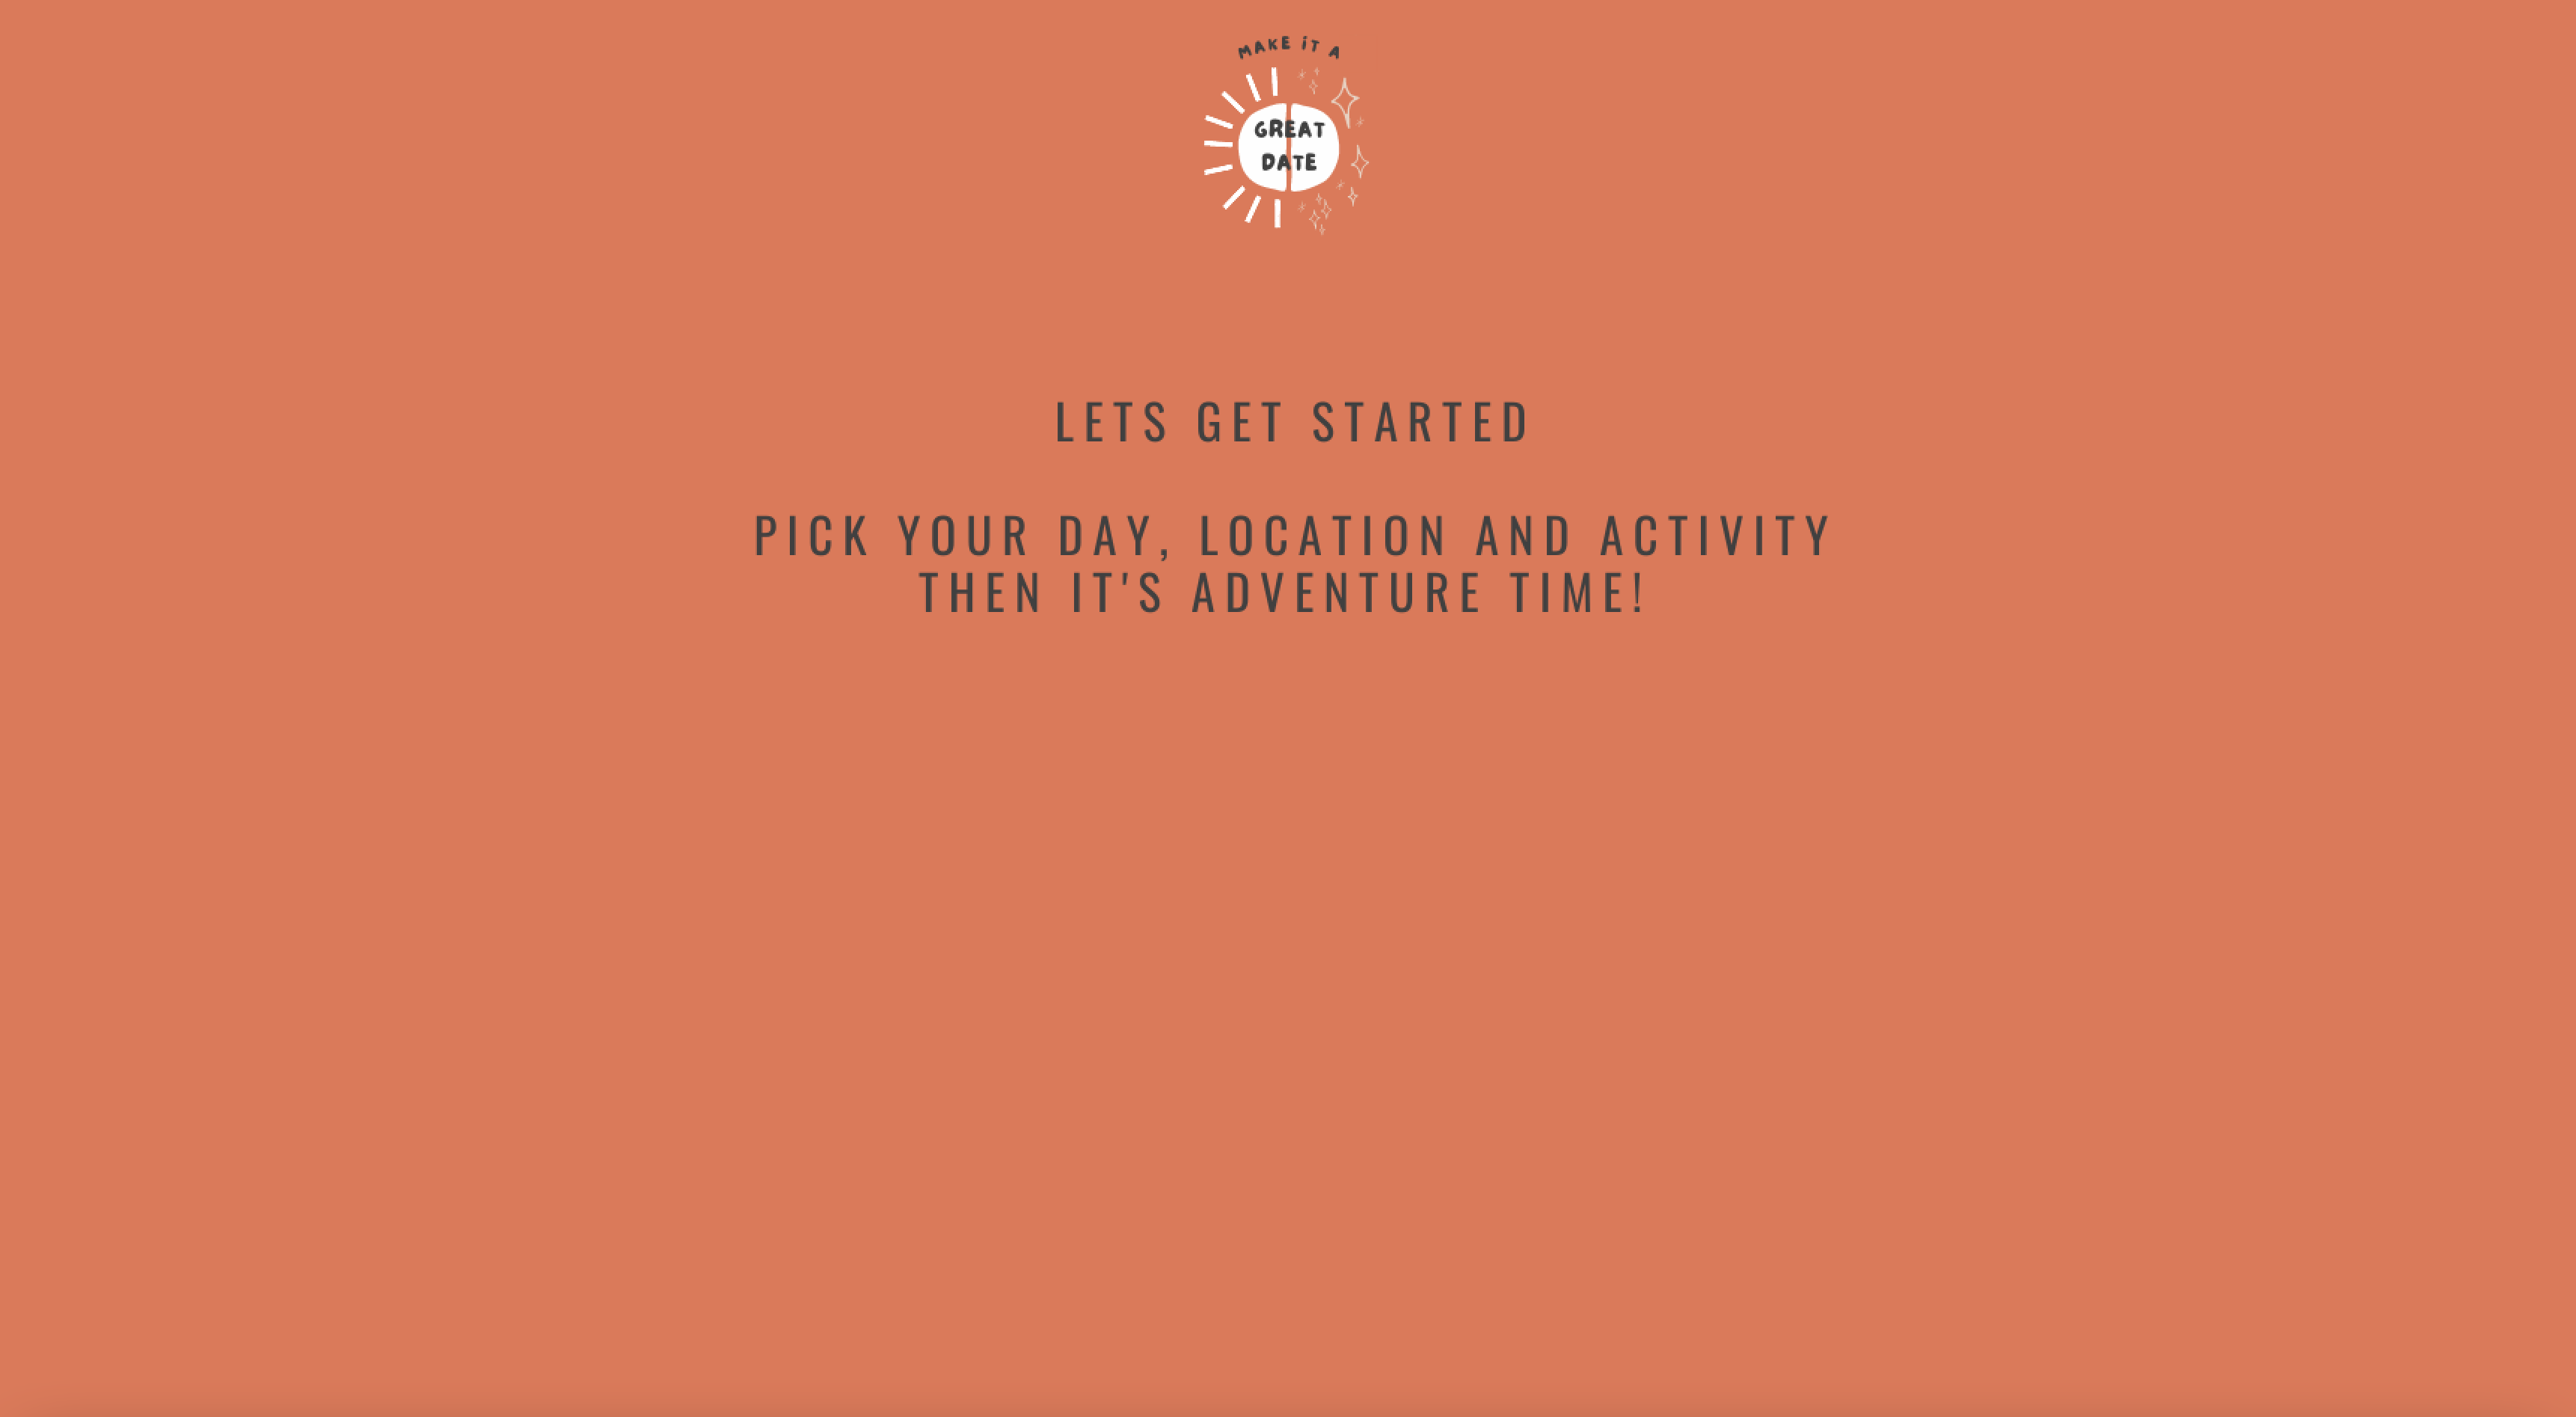 MAKE iT A
GREAT
DATE
LETS GET STARTED
PICK YOUR DAY, LOCATION AND ACTIVITY
THEN IT'S ADVENTURE TIME!